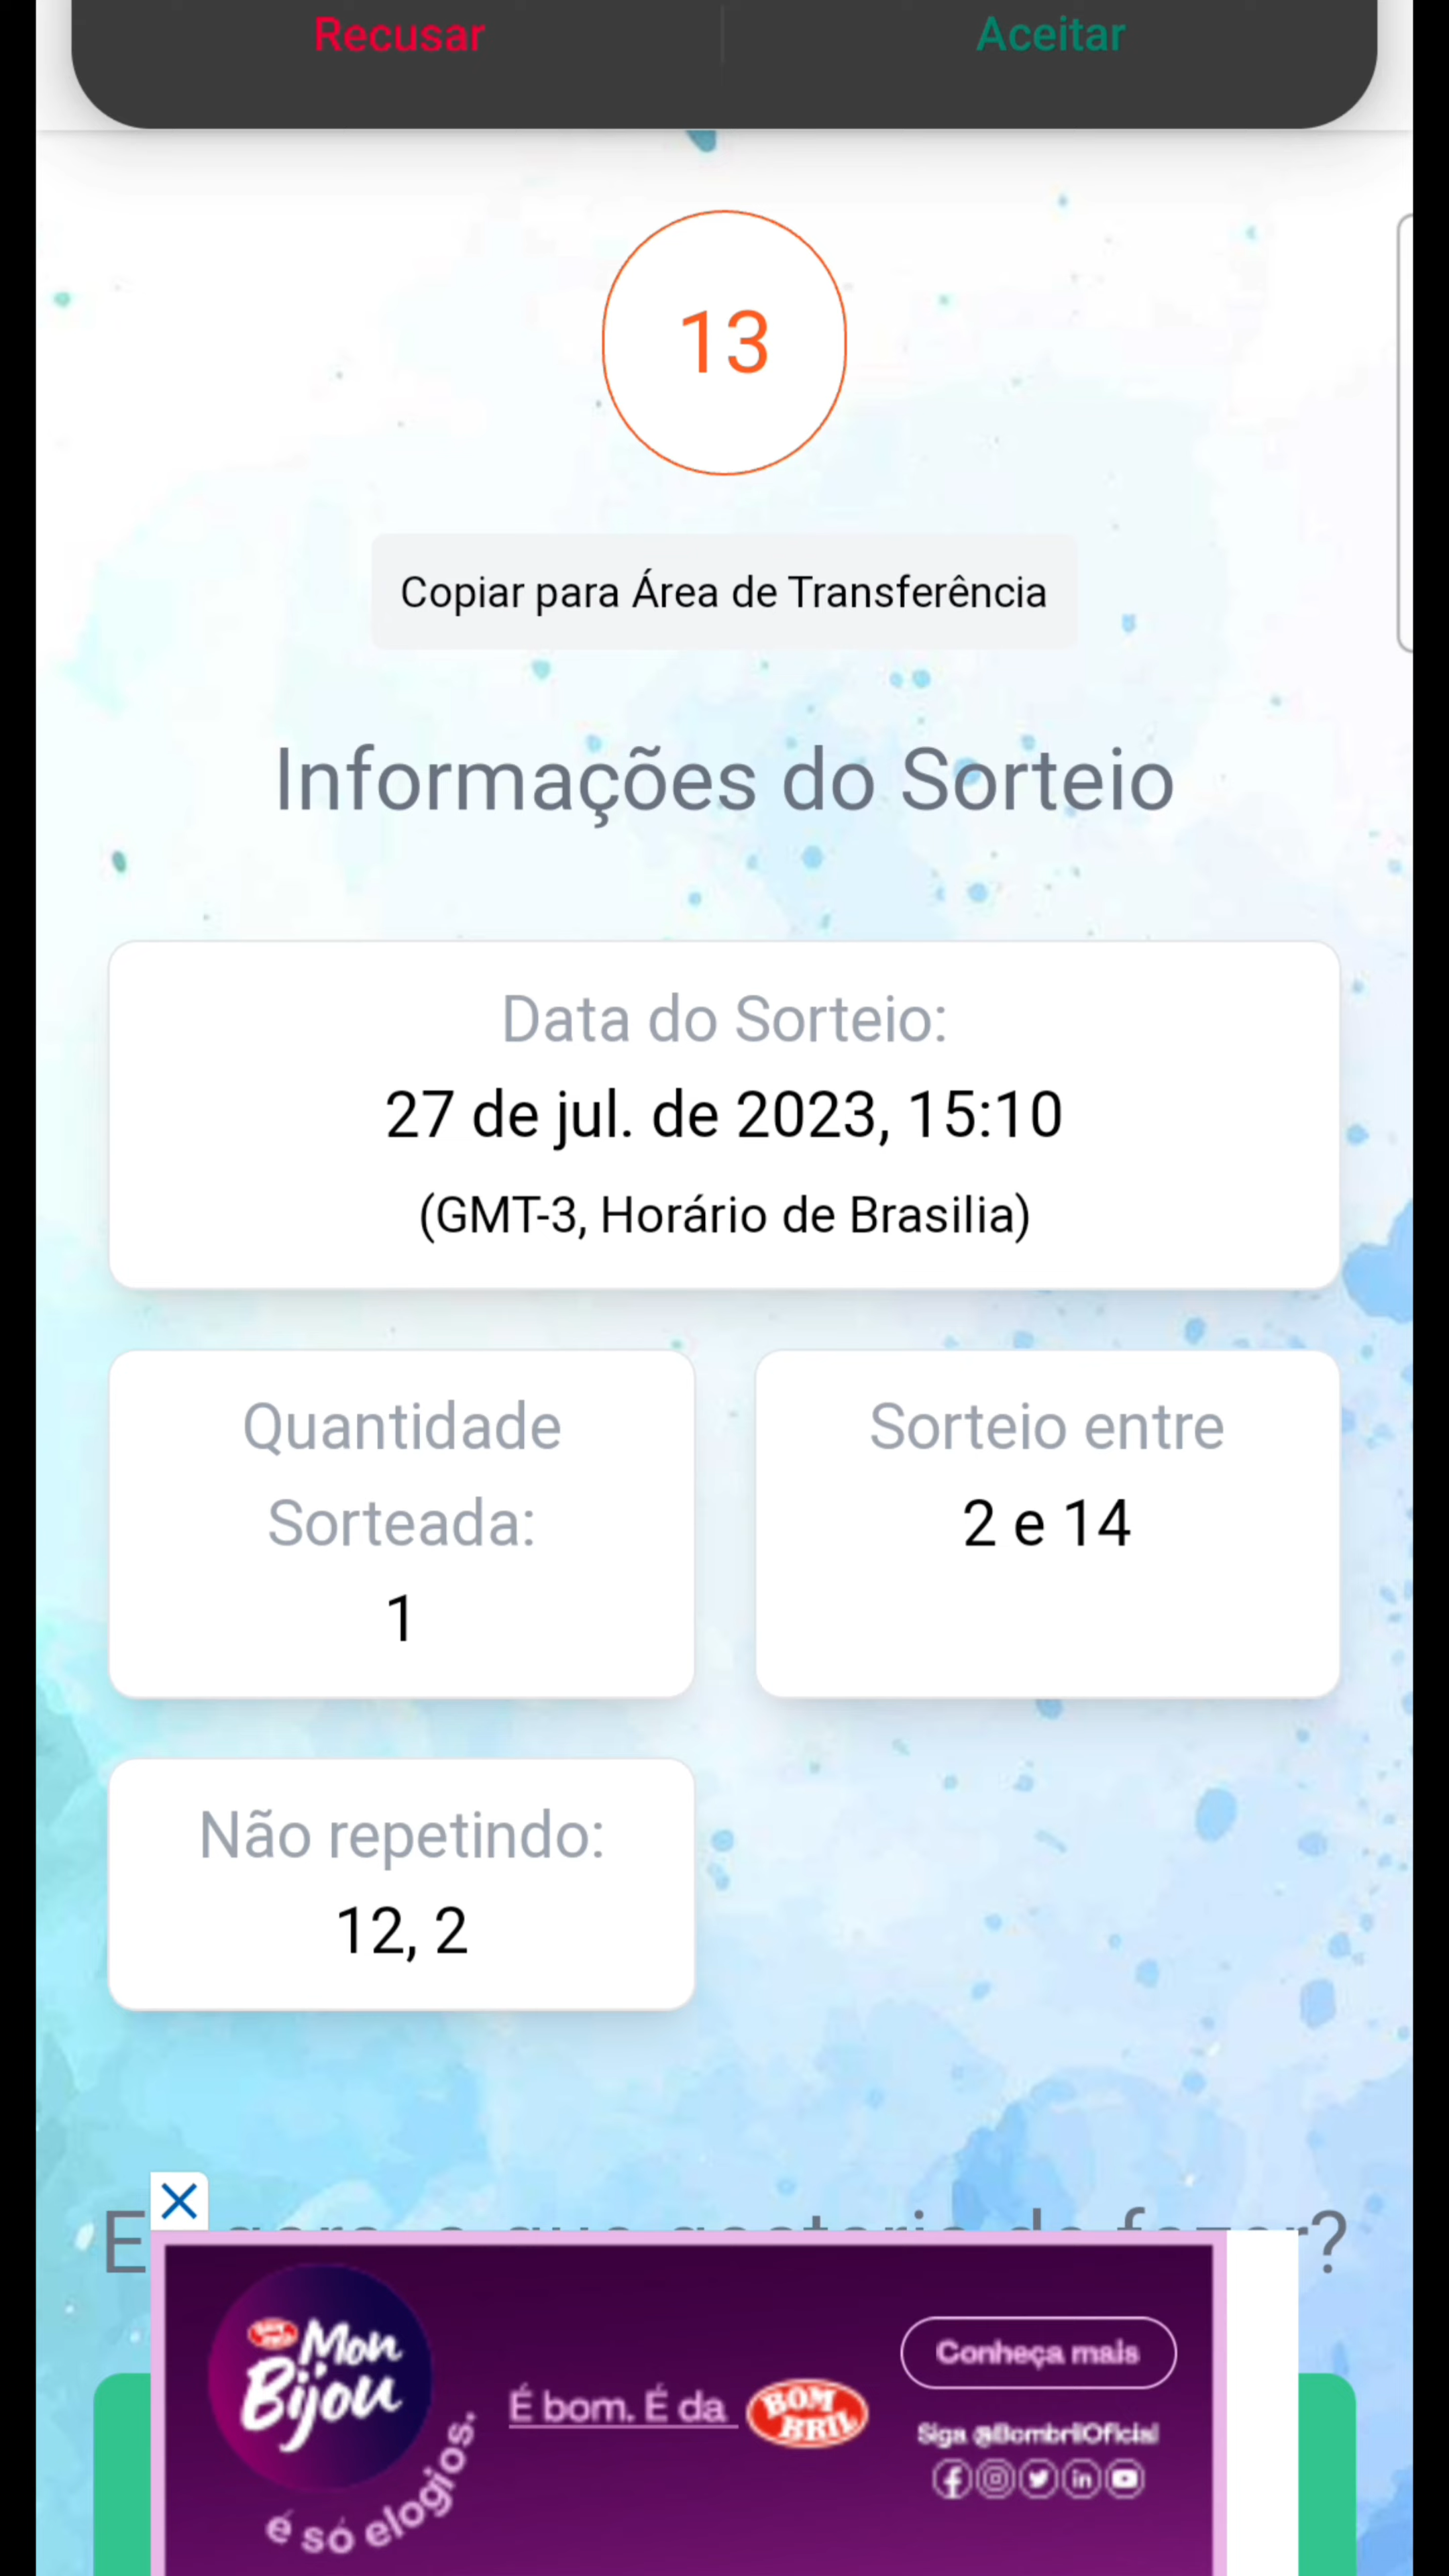 Recusar
Aceitar
13
Copiar para Área de Transferência
Informações do Sorteio
Data do Sorteio:
27 de jul. de 2023, 15:10
(GMT-3, Horário de Brasilia)
Quantidade
Sorteada:
1
Sorteio entre
2 e 14
Não repetindo:
12, 2
Mon
Bijou
é só elogios.
É bom. É da
BOM
BRIL
Conheça mais
Siga @BombrilOficial